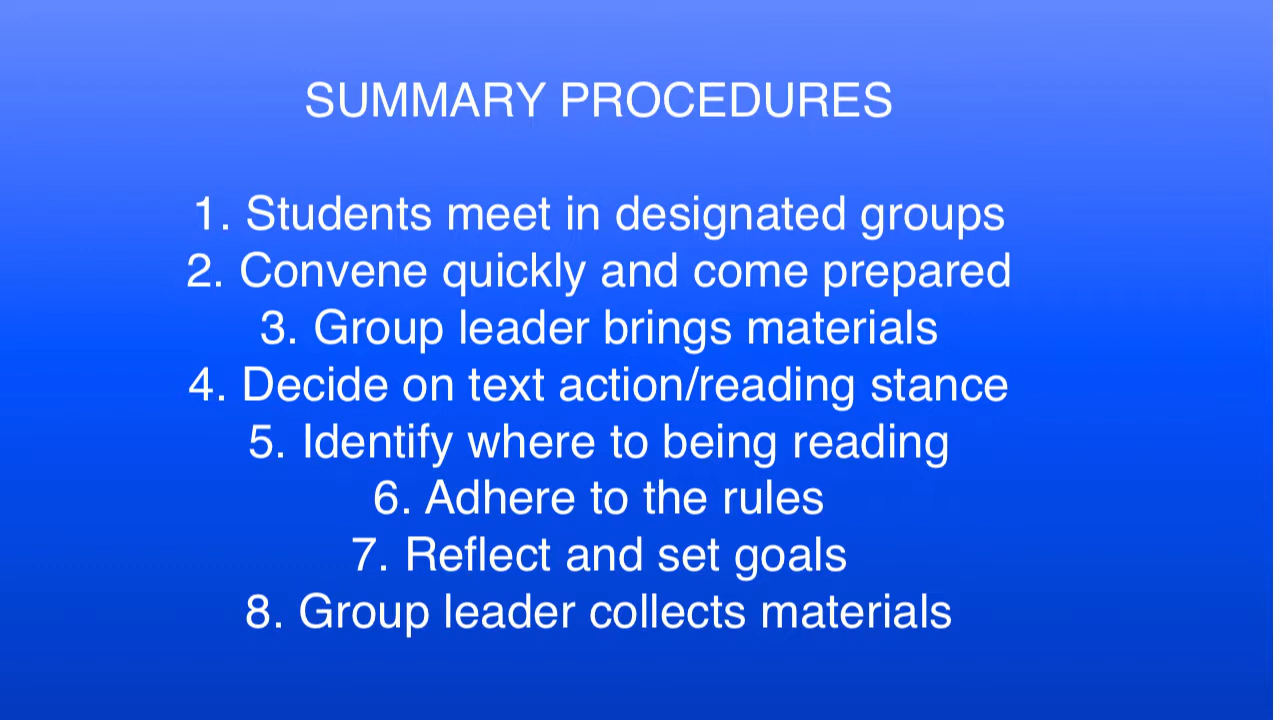 SUMMARY PROCEDURES
1. Students meet in designated groups
2. Convene quickly and come prepared
3. Group leader brings materials
4. Decide on text action/reading stance
5. Identify where to being reading
6. Adhere to the rules
7. Reflect and set goals
8. Group leader collects materials